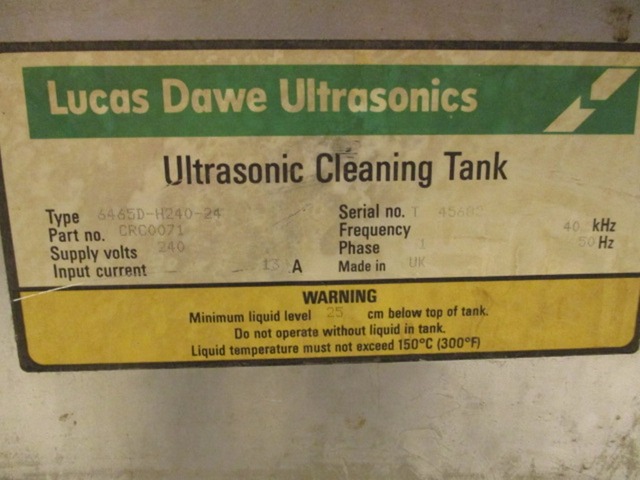 Lucas Dawe Ultrasonics
Ultrasonic Cleaning Tank
Type 6465D-H240-24
Part no. CRC0071
Supply volts 240
Input current 13 A
Serial no. T
Frequency 40 kHz
Phase 1 50 Hz
Made in UK
WARNING
Minimum liquid level 25 cm below top of tank.
Do not operate without liquid in tank.
Liquid temperature must not exceed 150°C (300°F)